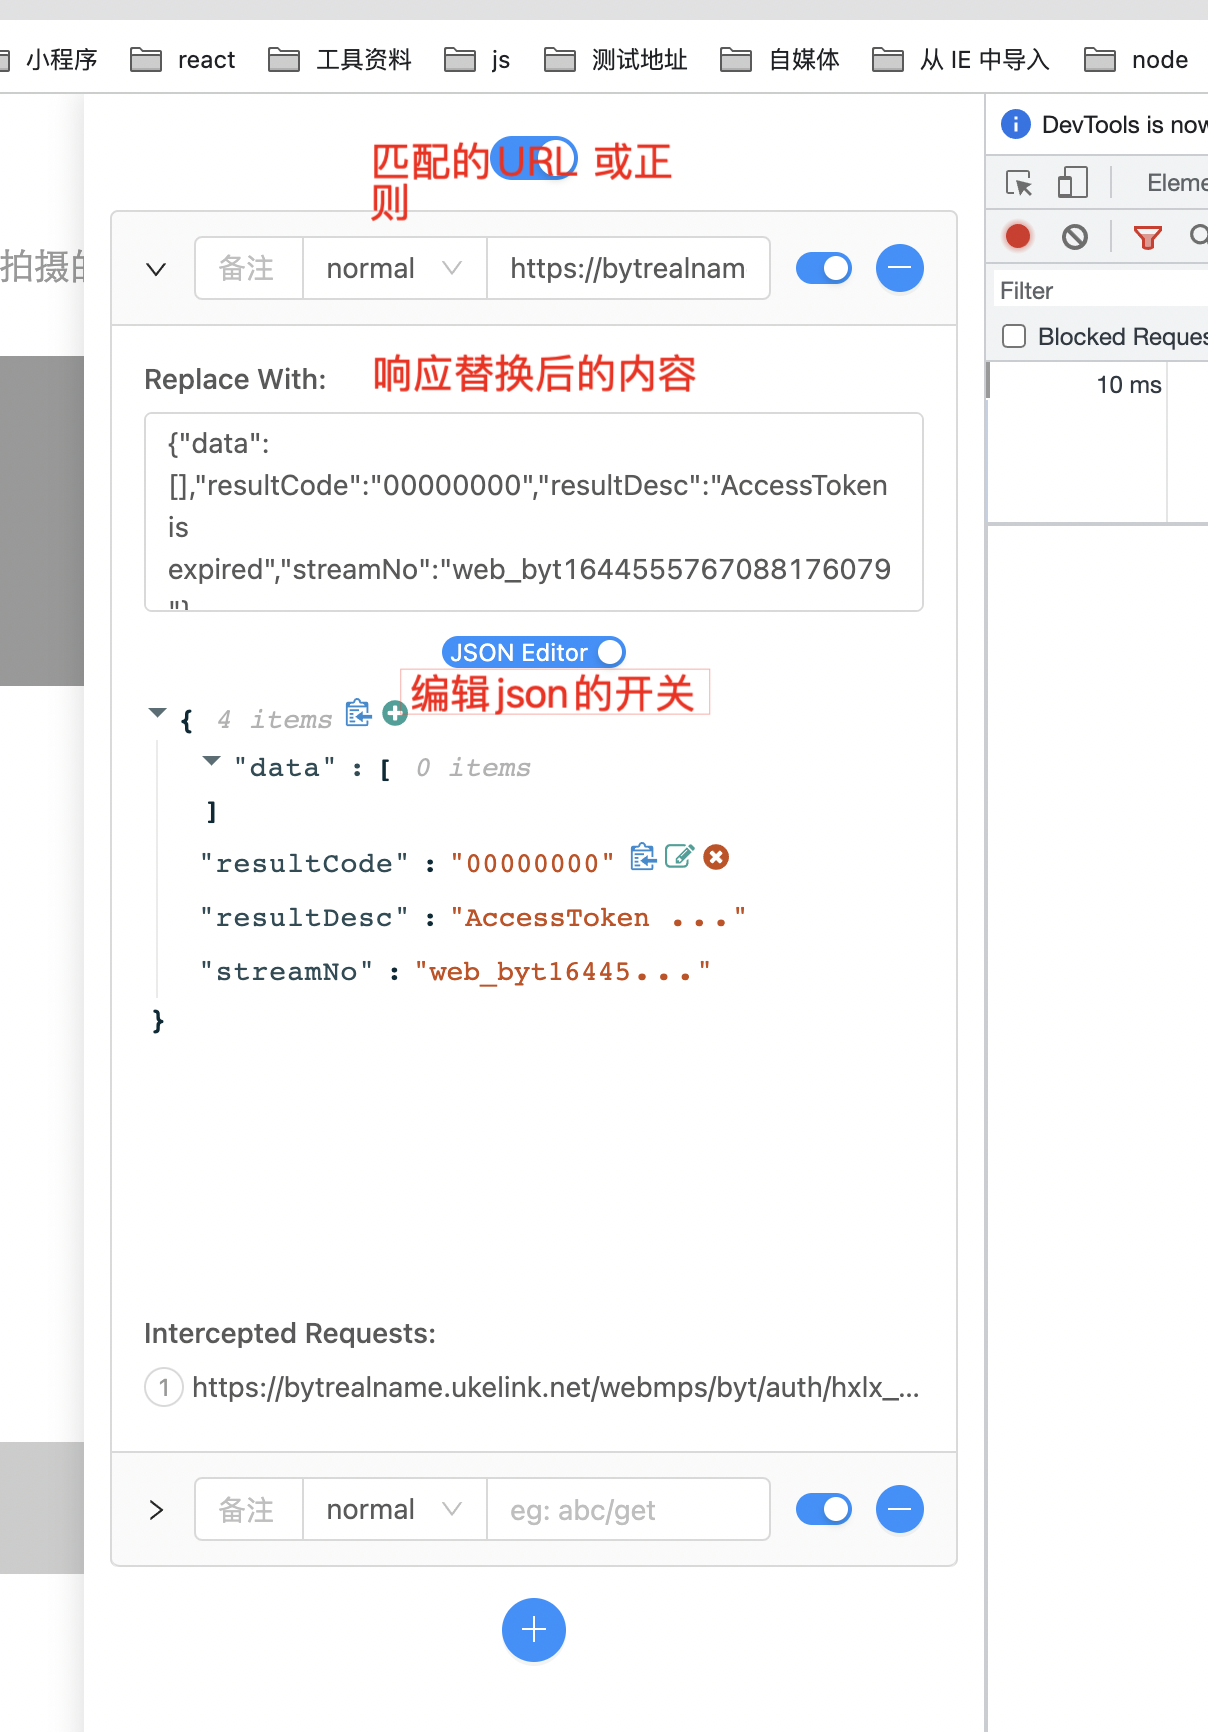 小程序 react 工具资料 js 测试地址 自媒体 从 IE 中导入 node
DevTools is now
匹配的URL 或正
则
Eleme
拍摄的
备注 normal https://bytrealnam
Filter
Blocked Reques
Replace With: 响应替换后的内容
10 ms
{"data":
[],"resultCode":"00000000","resultDesc":"AccessToken
is
expired","streamNo":"web_byt1644555767088176079
"}
JSON Editor
编辑json的开关
{ 4 items
"data" : [ 0 items
]
"resultCode" : "00000000"
"resultDesc" : "AccessToken ..."
"streamNo" : "web_byt16445..."
}
Intercepted Requests:
1 https://bytrealname.ukelink.net/webmps/byt/auth/hxlx_...
备注 normal eg: abc/get